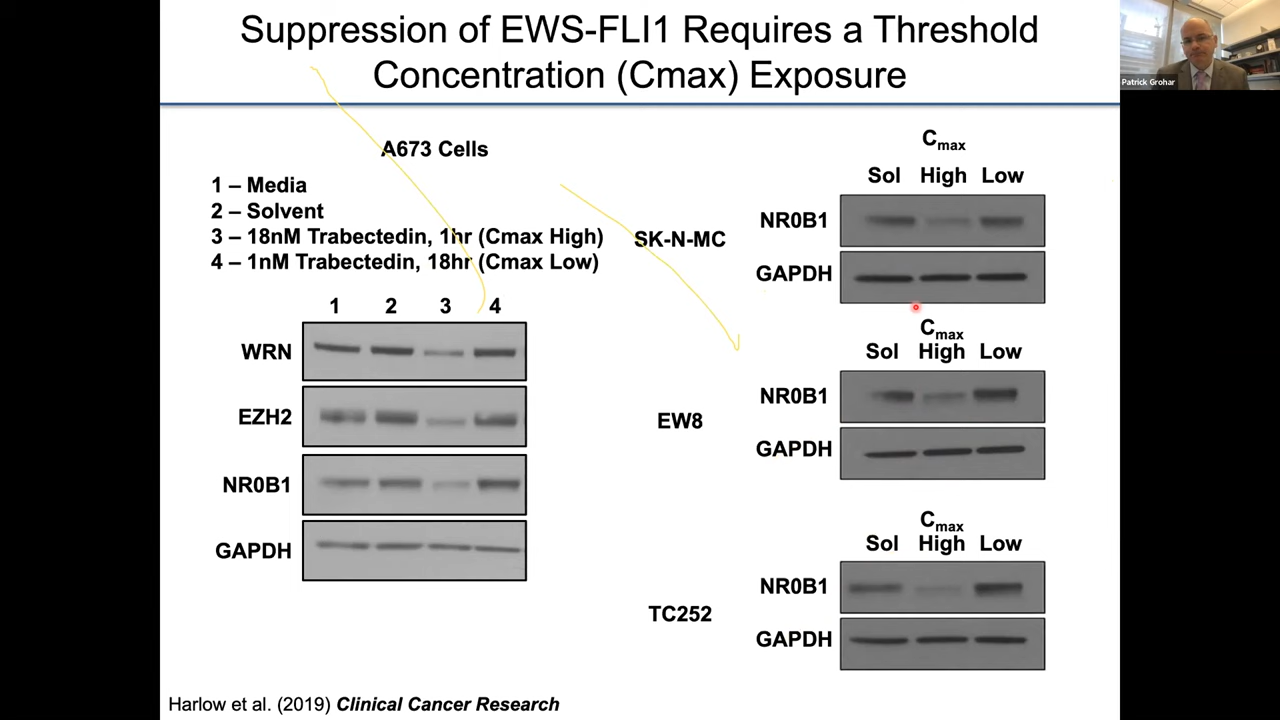 Suppression of EWS-FLI1 Requires a Threshold
Concentration (Cmax) Exposure
Patrick Grohar
A673 Cells
1 – Media
2 – Solvent
3 – 18nM Trabectedin, 1hr (Cmax High)
4 – 1nM Trabectedin, 18hr (Cmax Low)
1 2 3 4
WRN
EZH2
NR0B1
GAPDH
SK-N-MC
Cmax
Sol High Low
NR0B1
GAPDH
EW8
Cmax
Sol High Low
NR0B1
GAPDH
TC252
Cmax
Sol High Low
NR0B1
GAPDH
Harlow et al. (2019) Clinical Cancer Research